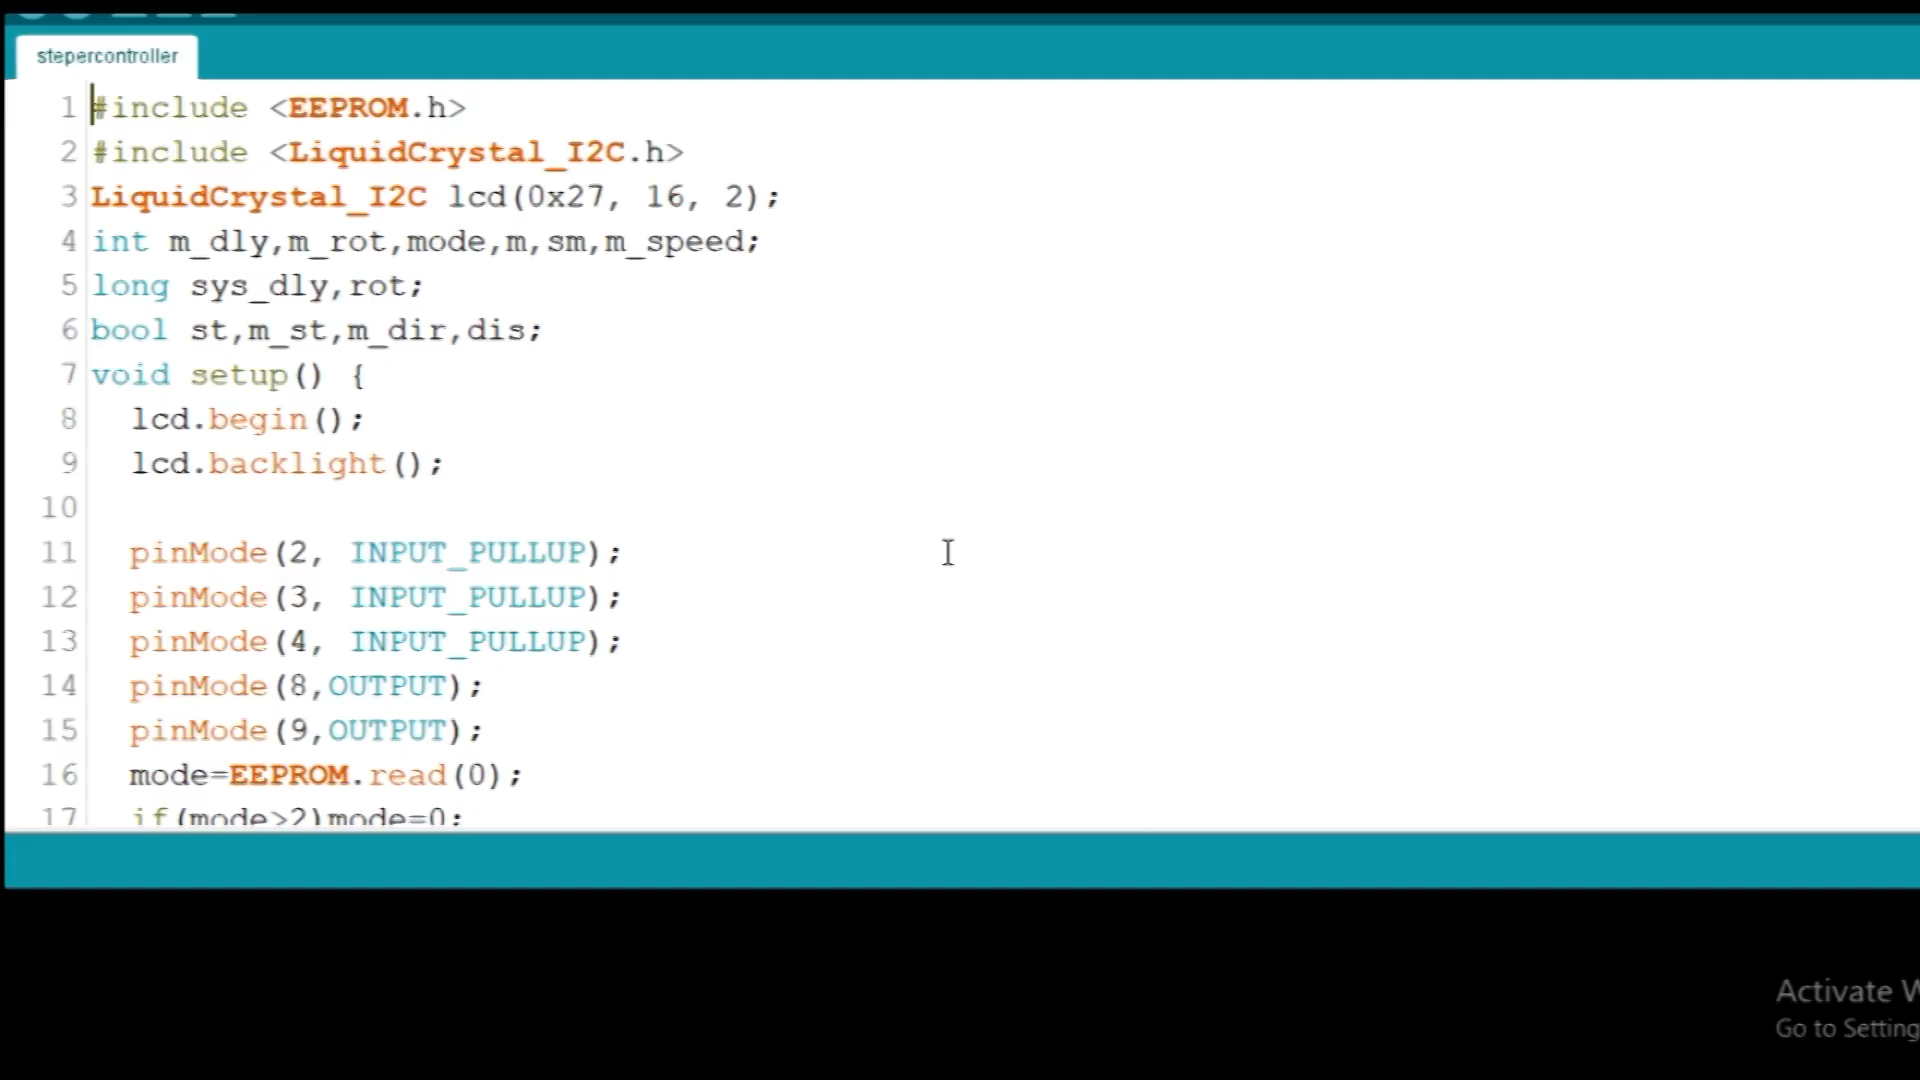 stepercontroller
1 #include <EEPROM.h>
2 #include <LiquidCrystal_I2C.h>
3 LiquidCrystal_I2C lcd(0x27, 16, 2);
4 int m_dly,m_rot,mode,m,sm,m_speed;
5 long sys_dly,rot;
6 bool st,m_st,m_dir,dis;
7 void setup() {
8 lcd.begin();
9 lcd.backlight();
10
11 pinMode(2, INPUT_PULLUP);
12 pinMode(3, INPUT_PULLUP);
13 pinMode(4, INPUT_PULLUP);
14 pinMode(8,OUTPUT);
15 pinMode(9,OUTPUT);
16 mode=EEPROM.read(0);
17 if(mode>2)mode=0;
Activate W
Go to Setting